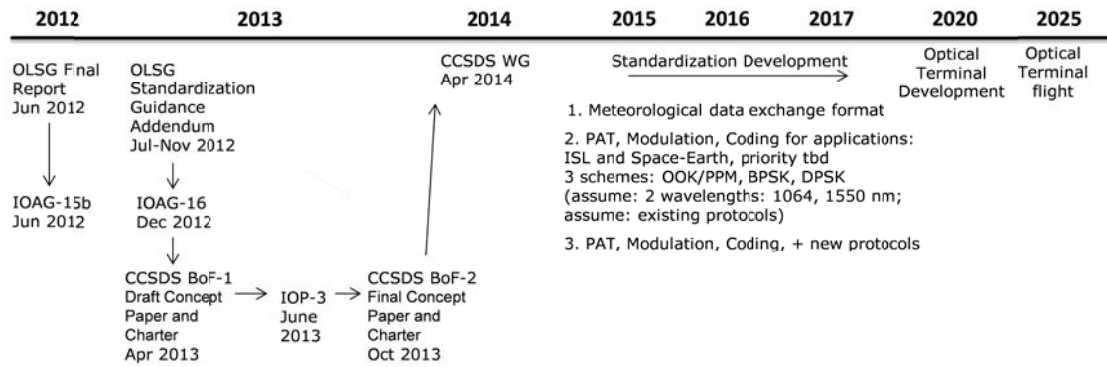 2012 2013 2014 2015 2016 2017 2020 2025
OLSG Final
Report
Jun 2012
IOAG-15b
Jun 2012
OLSG
Standardization
Guidance
Addendum
Jul-Nov 2012
IOAG-16
Dec 2012
CCSDS BoF-1
Draft Concept
Paper and
Charter
Apr 2013
IOP-3
June
2013
CCSDS BoF-2
Final Concept
Paper and
Charter
Oct 2013
CCSDS WG
Apr 2014
Standardization Development
1. Meteorological data exchange format
2. PAT, Modulation, Coding for applications:
ISL and Space-Earth, priority tbd
3 schemes: OOK/PPM, BPSK, DPSK
(assume: 2 wavelengths: 1064, 1550 nm;
assume: existing protocols)
3. PAT, Modulation, Coding, + new protocols
Optical
Terminal
Development
Optical
Terminal
flight